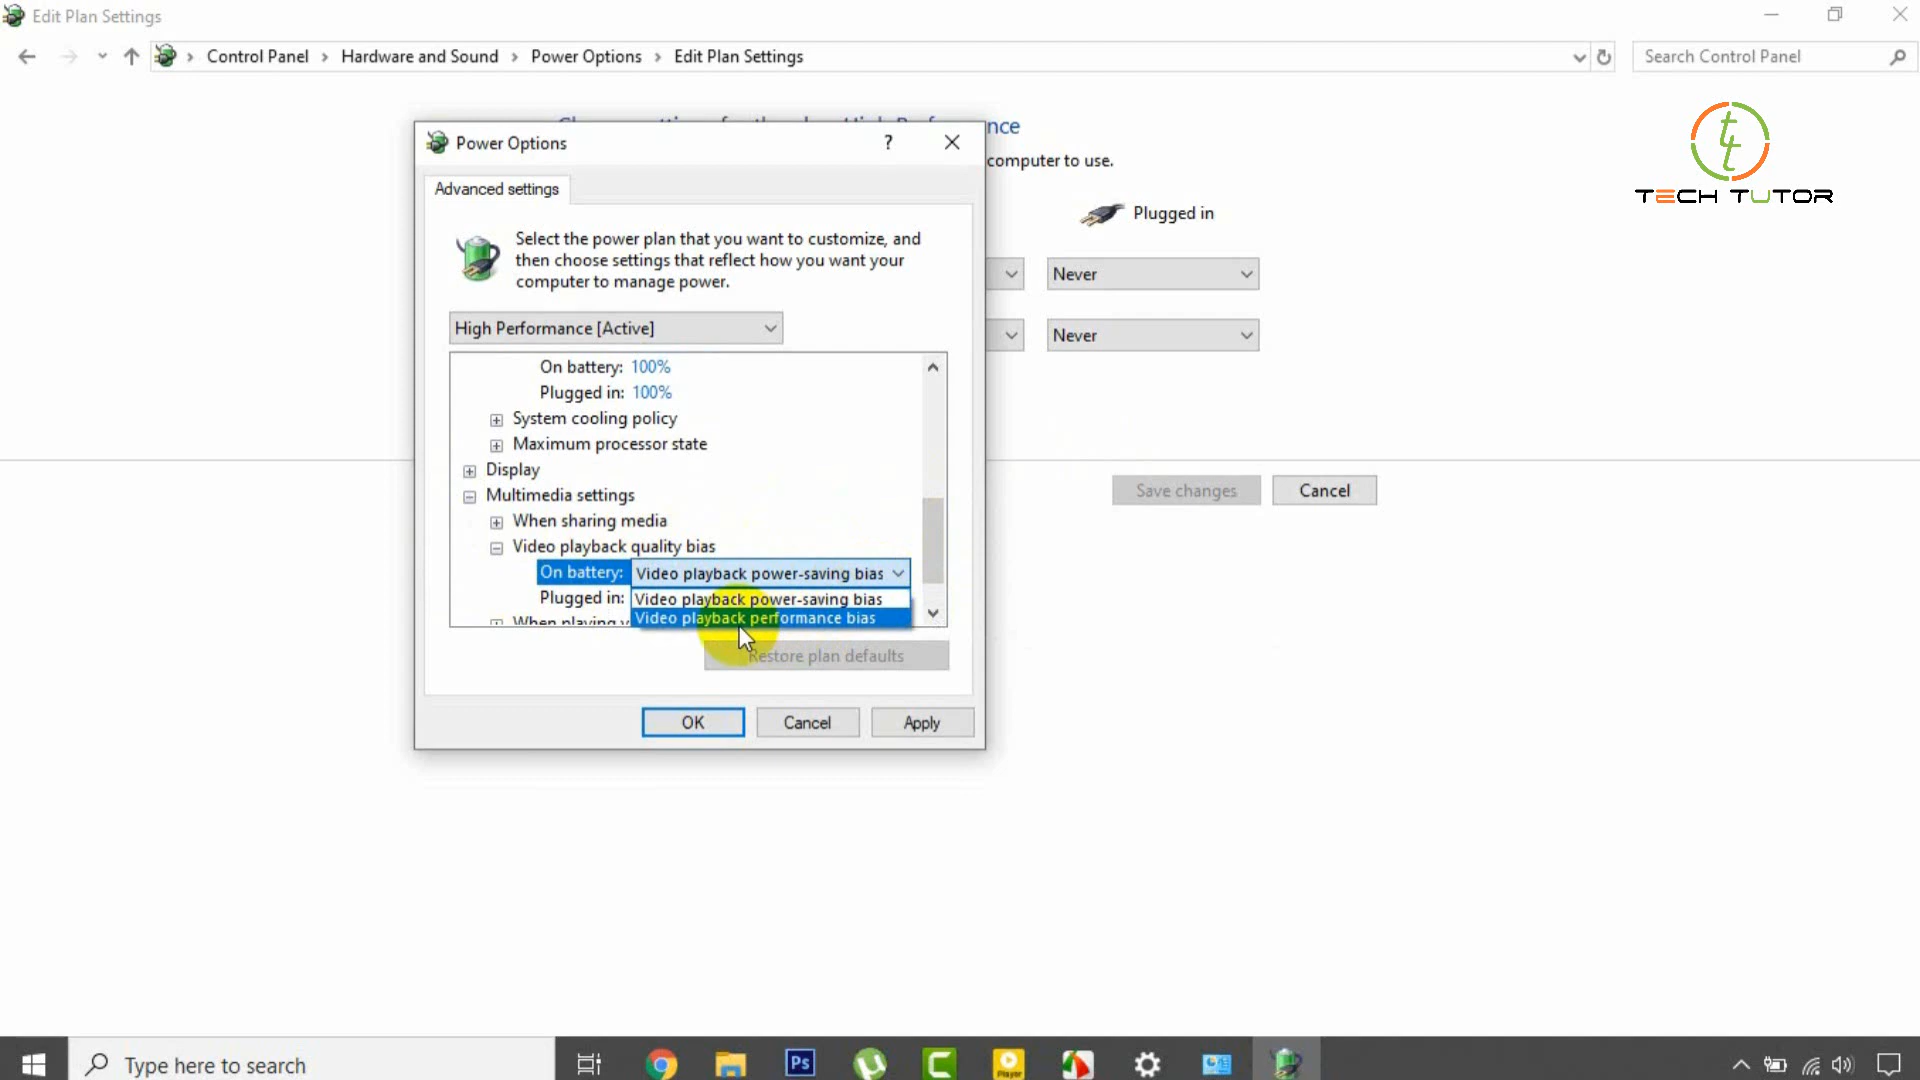 Edit Plan Settings
Control Panel > Hardware and Sound > Power Options > Edit Plan Settings
Search Control Panel
nce
Power Options
?
computer to use.
TECH TUTOR
Advanced settings
Plugged in
Select the power plan that you want to customize, and
then choose settings that reflect how you want your
computer to manage power.
Never
High Performance [Active]
Never
On battery: 100%
Plugged in: 100%
System cooling policy
Maximum processor state
Display
Multimedia settings
Save changes
Cancel
When sharing media
Video playback quality bias
On battery: Video playback power-saving bias
Plugged in: Video playback power-saving bias
Video playback performance bias
When playing v
Restore plan defaults
OK
Cancel
Apply
Type here to search
Ps
Player